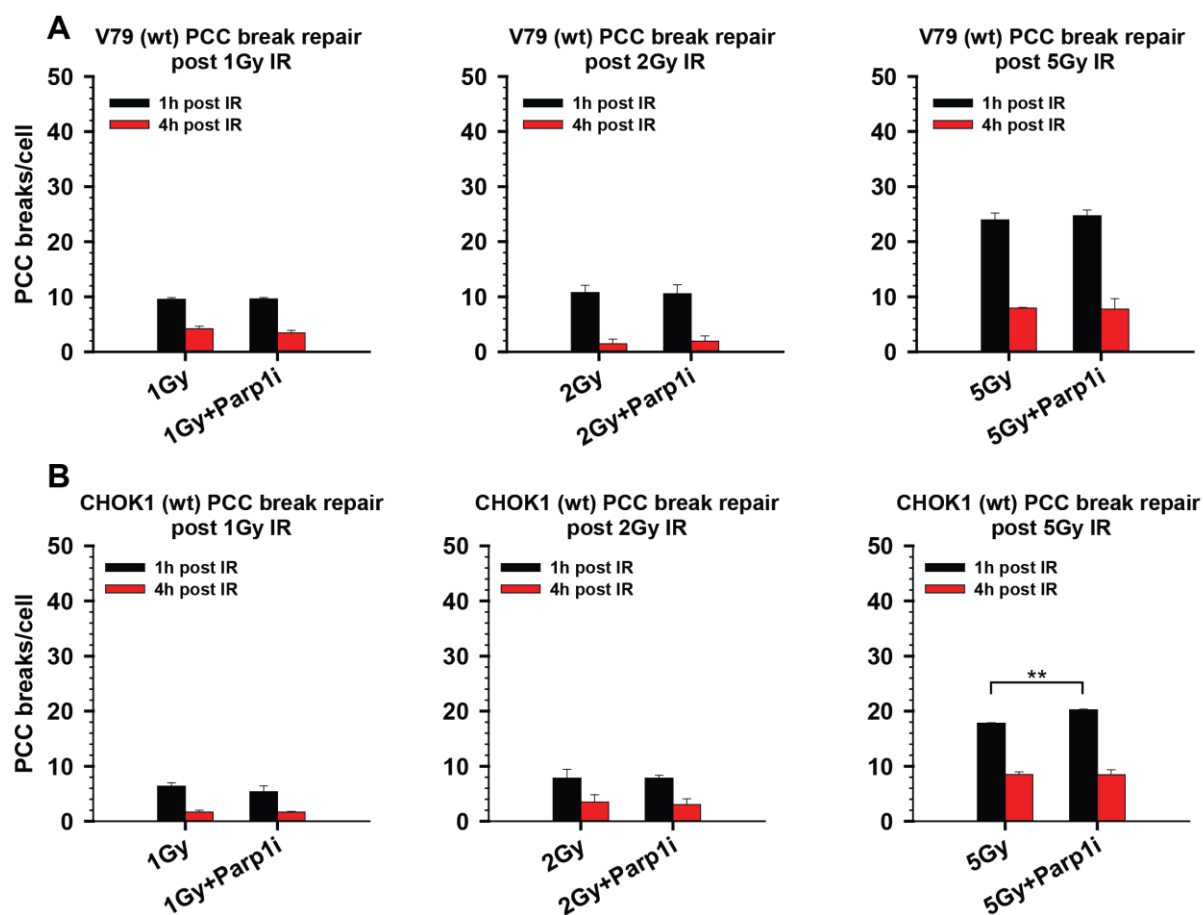 A
V79 (wt) PCC break repair
post 1Gy IR
V79 (wt) PCC break repair
post 2Gy IR
V79 (wt) PCC break repair
post 5Gy IR
PCC breaks/cell
50
40
30
20
10
0
1h post IR
4h post IR
1Gy
1Gy+Parp1i
50
40
30
20
10
0
1h post IR
4h post IR
2Gy
2Gy+Parp1i
50
40
30
20
10
0
1h post IR
4h post IR
5Gy
5Gy+Parp1i
B
CHOK1 (wt) PCC break repair
post 1Gy IR
CHOK1 (wt) PCC break repair
post 2Gy IR
CHOK1 (wt) PCC break repair
post 5Gy IR
PCC breaks/cell
50
40
30
20
10
0
1h post IR
4h post IR
1Gy
1Gy+Parp1i
50
40
30
20
10
0
1h post IR
4h post IR
2Gy
2Gy+Parp1i
50
40
30
20
10
0
1h post IR
4h post IR
**
5Gy
5Gy+Parp1i